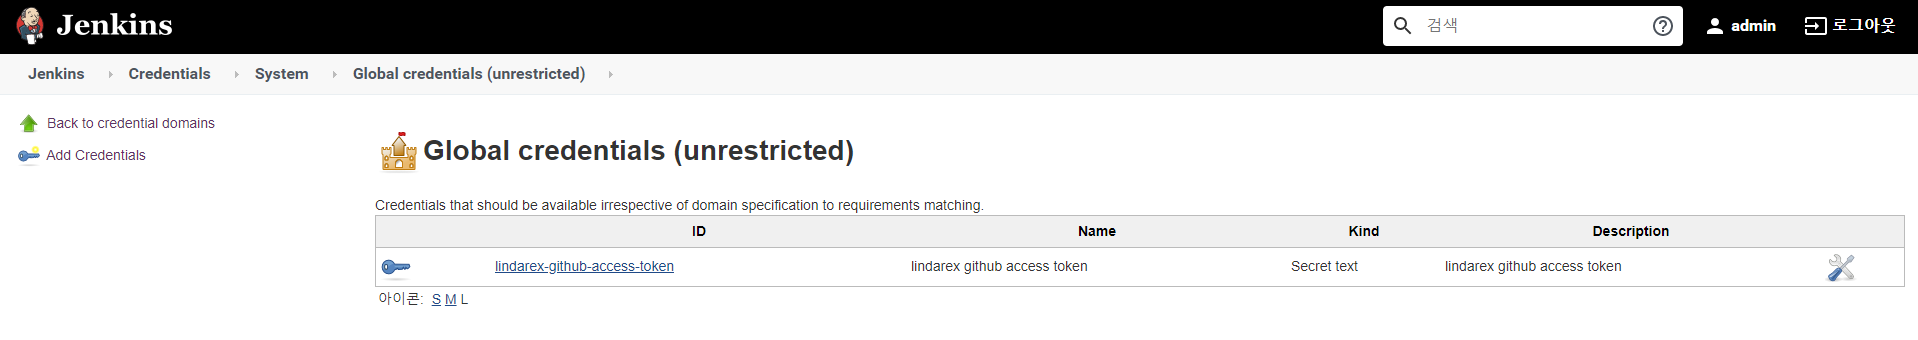 Jenkins 검색 admin 로그아웃
Jenkins Credentials System Global credentials (unrestricted)
Back to credential domains
Add Credentials
Global credentials (unrestricted)
Credentials that should be available irrespective of domain specification to requirements matching.
ID Name Kind Description
lindarex-github-access-token lindarex github access token Secret text lindarex github access token
아이콘: S M L